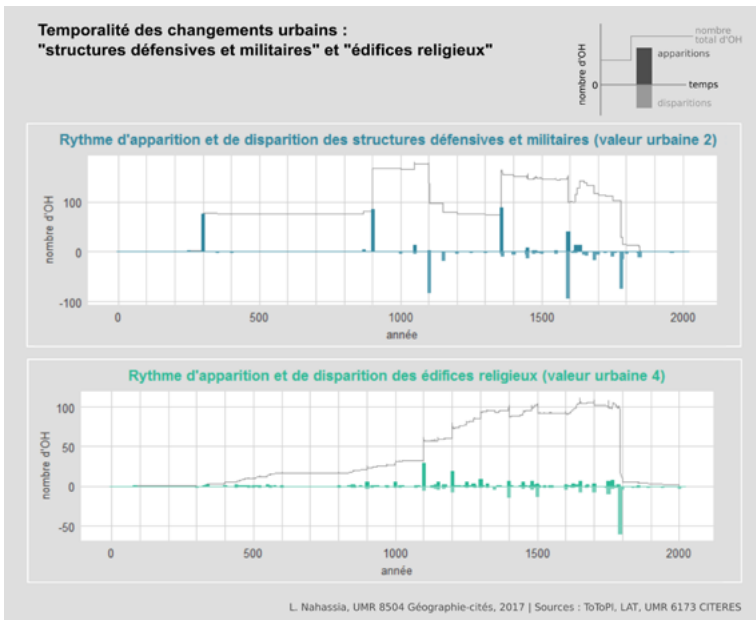 Temporalité des changements urbains :
"structures défensives et militaires" et "édifices religieux"
nombre
total d'OH
apparitions
nombre d'OH
0
temps
disparitions
Rythme d'apparition et de disparition des structures défensives et militaires (valeur urbaine 2)
nombre d'OH
100
0
-100
0 500 1000 1500 2000
année
Rythme d'apparition et de disparition des édifices religieux (valeur urbaine 4)
nombre d'OH
100
50
0
-50
0 500 1000 1500 2000
année
L. Nahassia, UMR 8504 Géographie-cités, 2017 | Sources : ToToPI, LAT, UMR 6173 CITERES